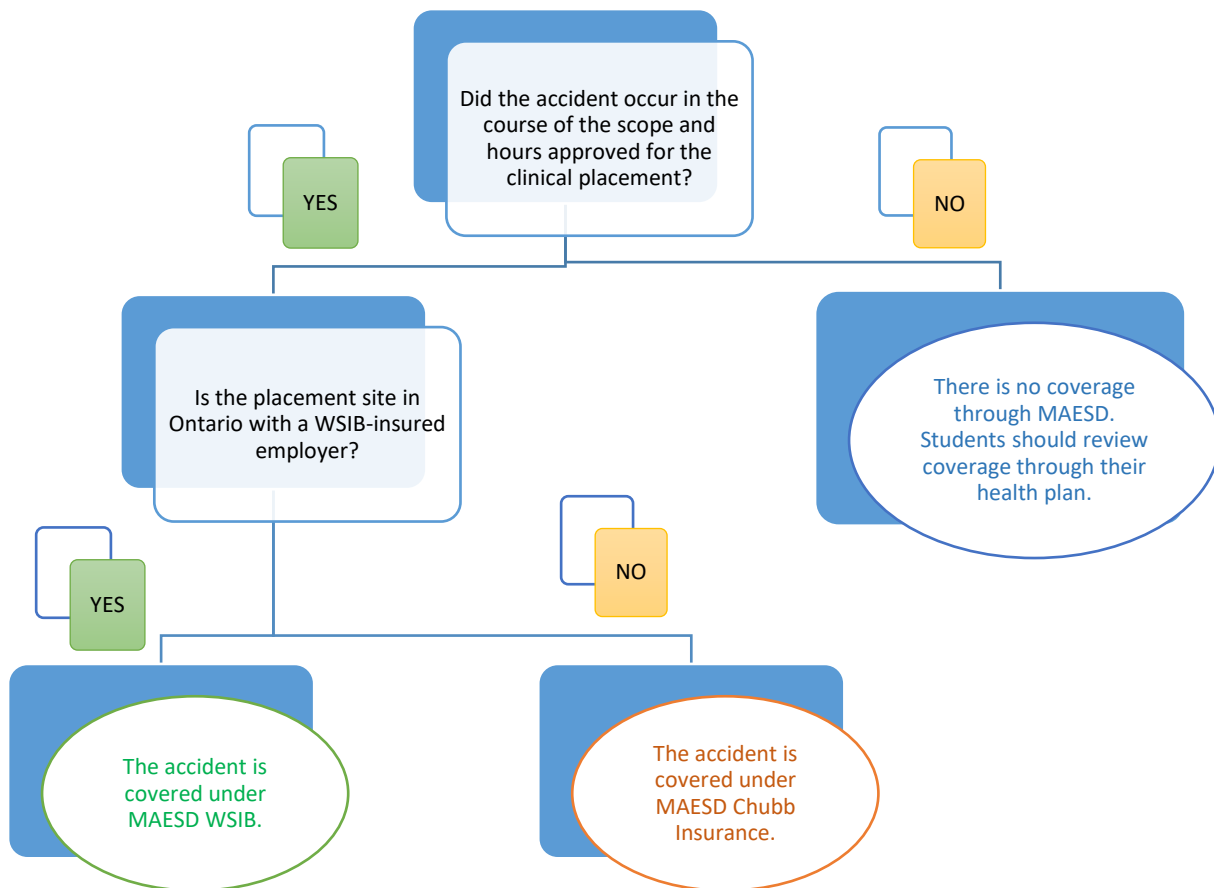 Did the accident occur in the
course of the scope and
hours approved for the
clinical placement?
YES
NO
Is the placement site in
Ontario with a WSIB-insured
employer?
There is no coverage
through MAESD.
Students should review
coverage through their
health plan.
YES
NO
The accident is
covered under
MAESD WSIB.
The accident is
covered under
MAESD Chubb
Insurance.